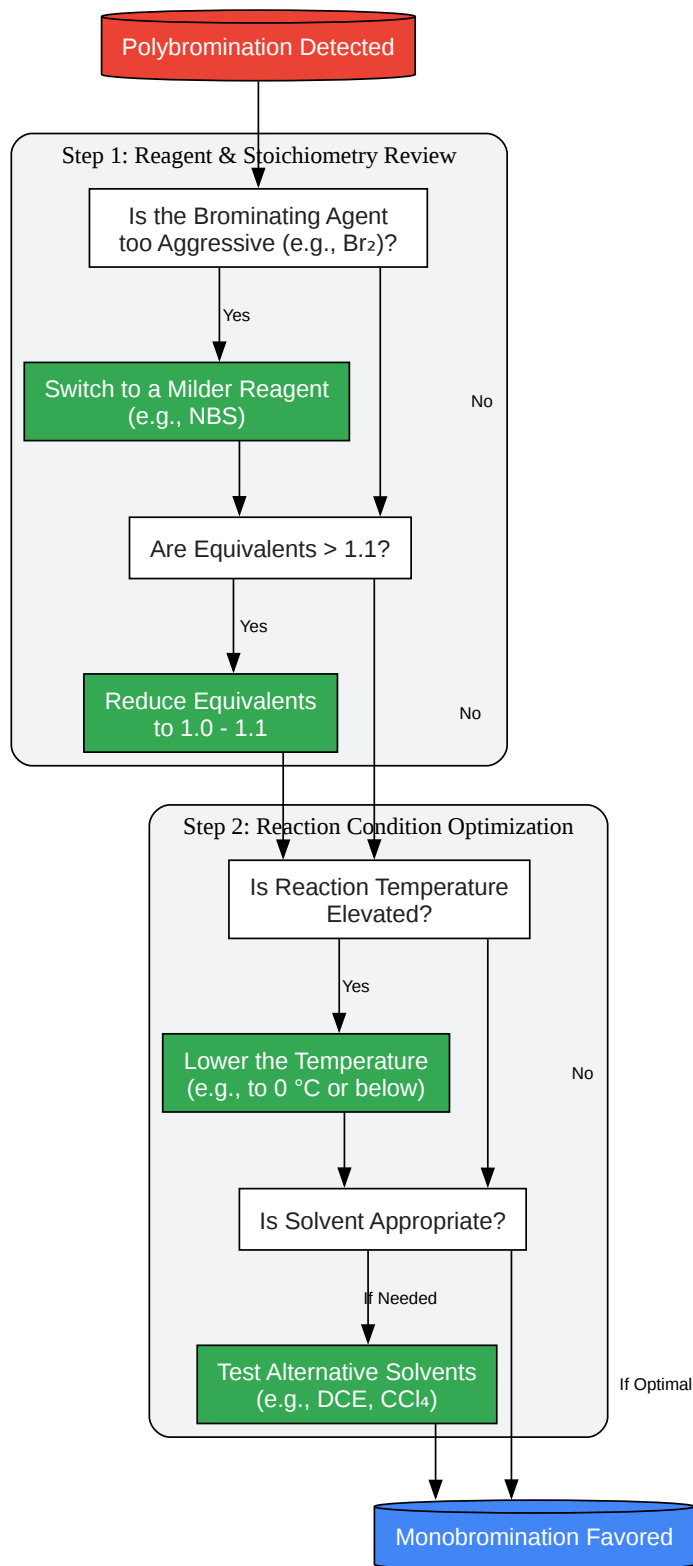 Polybromination Detected
Step 1: Reagent & Stoichiometry Review
Is the Brominating Agent
too Aggressive (e.g., Br₂)?
Yes
Switch to a Milder Reagent
(e.g., NBS)
No
Are Equivalents > 1.1?
Yes
Reduce Equivalents
to 1.0 - 1.1
No
Step 2: Reaction Condition Optimization
Is Reaction Temperature
Elevated?
Yes
Lower the Temperature
(e.g., to 0 °C or below)
No
Is Solvent Appropriate?
If Needed
Test Alternative Solvents
(e.g., DCE, CCl₄)
If Optimal
Monobromination Favored